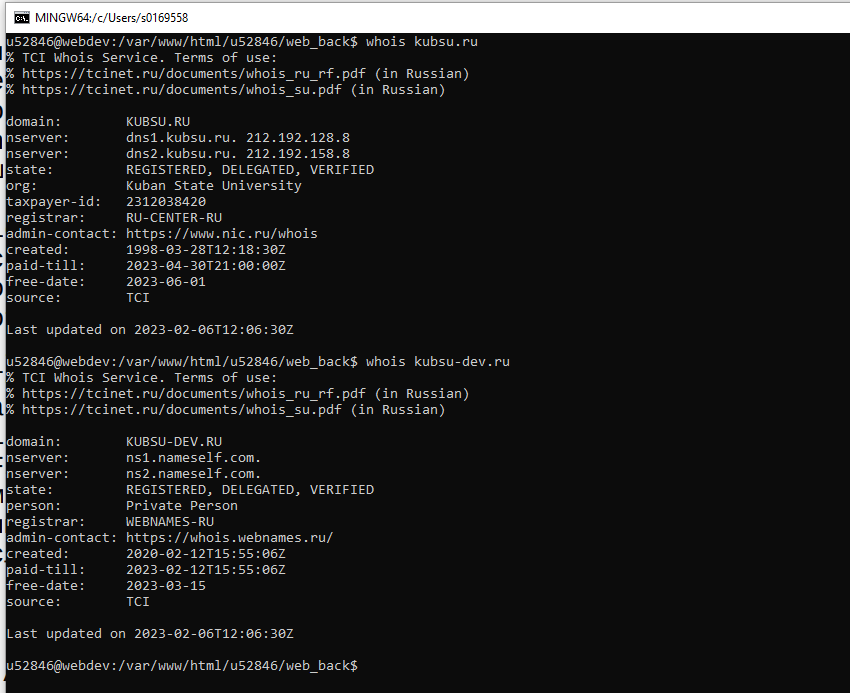 MINGW64:/c/Users/s0169558
u52846@webdev:/var/www/html/u52846/web_back$ whois kubsu.ru
% TCI Whois Service. Terms of use:
% https://tcinet.ru/documents/whois_ru_rf.pdf (in Russian)
% https://tcinet.ru/documents/whois_su.pdf (in Russian)

domain:        KUBSU.RU
nserver:       dns1.kubsu.ru. 212.192.128.8
nserver:       dns2.kubsu.ru. 212.192.158.8
state:         REGISTERED, DELEGATED, VERIFIED
org:           Kuban State University
taxpayer-id:   2312038420
registrar:     RU-CENTER-RU
admin-contact: https://www.nic.ru/whois
created:       1998-03-28T12:18:30Z
paid-till:     2023-04-30T21:00:00Z
free-date:     2023-06-01
source:        TCI

Last updated on 2023-02-06T12:06:30Z

u52846@webdev:/var/www/html/u52846/web_back$ whois kubsu-dev.ru
% TCI Whois Service. Terms of use:
% https://tcinet.ru/documents/whois_ru_rf.pdf (in Russian)
% https://tcinet.ru/documents/whois_su.pdf (in Russian)

domain:        KUBSU-DEV.RU
nserver:       ns1.nameself.com.
nserver:       ns2.nameself.com.
state:         REGISTERED, DELEGATED, VERIFIED
person:        Private Person
registrar:     WEBNAMES-RU
admin-contact: https://whois.webnames.ru/
created:       2020-02-12T15:55:06Z
paid-till:     2023-02-12T15:55:06Z
free-date:     2023-03-15
source:        TCI

Last updated on 2023-02-06T12:06:30Z

u52846@webdev:/var/www/html/u52846/web_back$